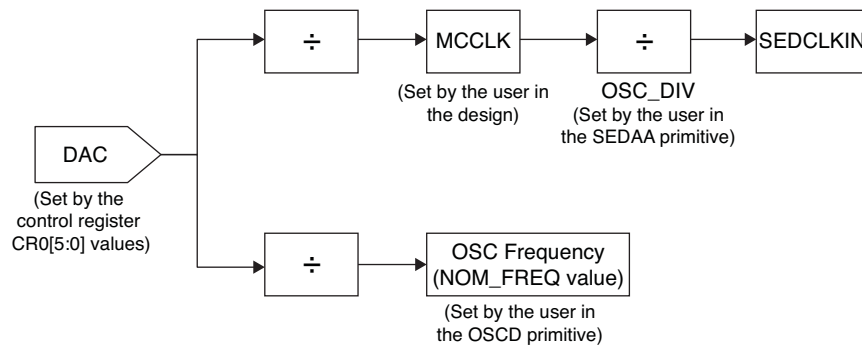 ÷
MCCLK
÷
SEDCLKIN
(Set by the user in
the design)
OSC_DIV
(Set by the user in
the SEDAA primitive)
DAC
(Set by the
control register
CR0[5:0] values)
÷
OSC Frequency
(NOM_FREQ value)
(Set by the user in
the OSCD primitive)